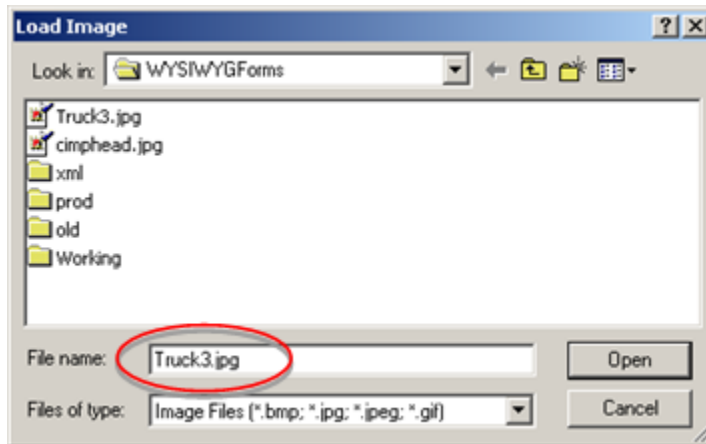 Load Image
Look in: WYSIWYGForms
Truck3.jpg
cimphead.jpg
xml
prod
old
Working
File name: Truck3.jpg Open
Files of type: Image Files (*.bmp; *.jpg; *.jpeg; *.gif) Cancel